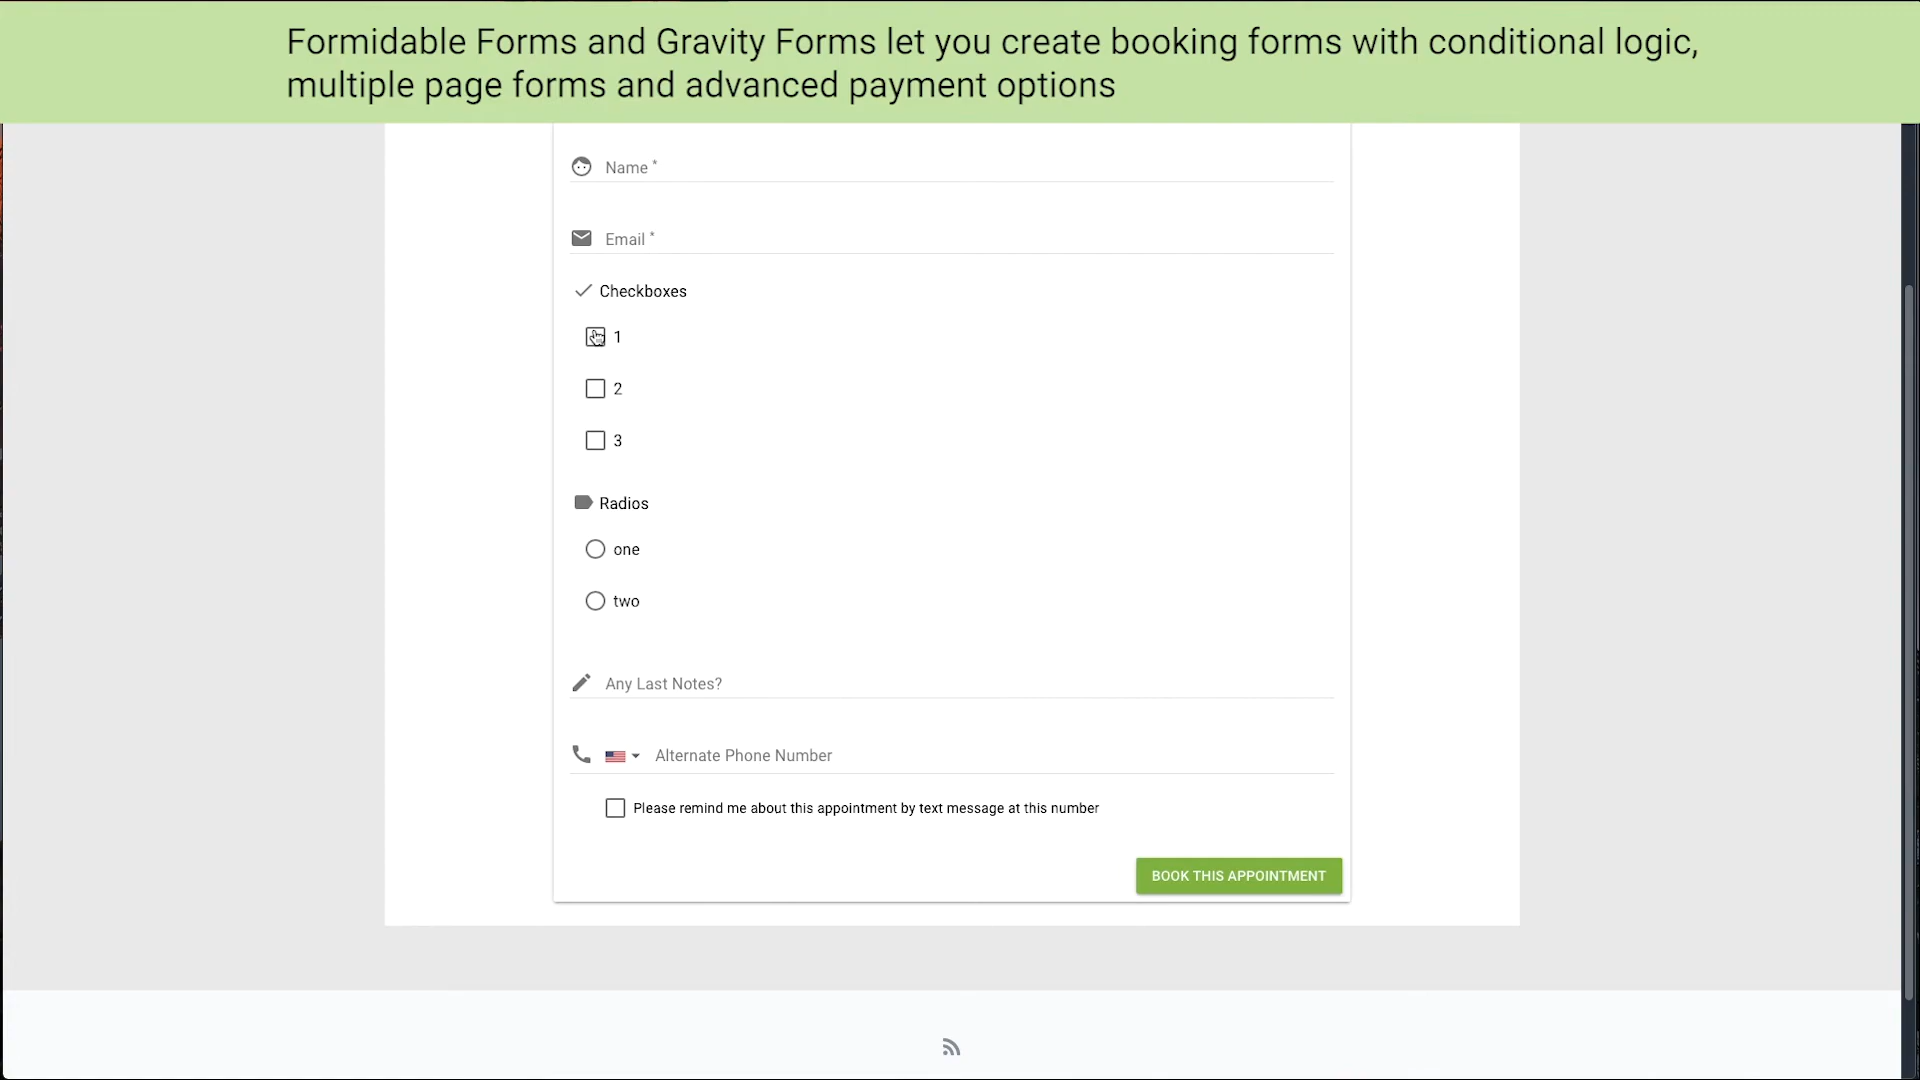 Formidable Forms and Gravity Forms let you create booking forms with conditional logic,
multiple page forms and advanced payment options
Name *
Email *
Checkboxes
1
2
3
Radios
one
two
Any Last Notes?
Alternate Phone Number
Please remind me about this appointment by text message at this number
BOOK THIS APPOINTMENT